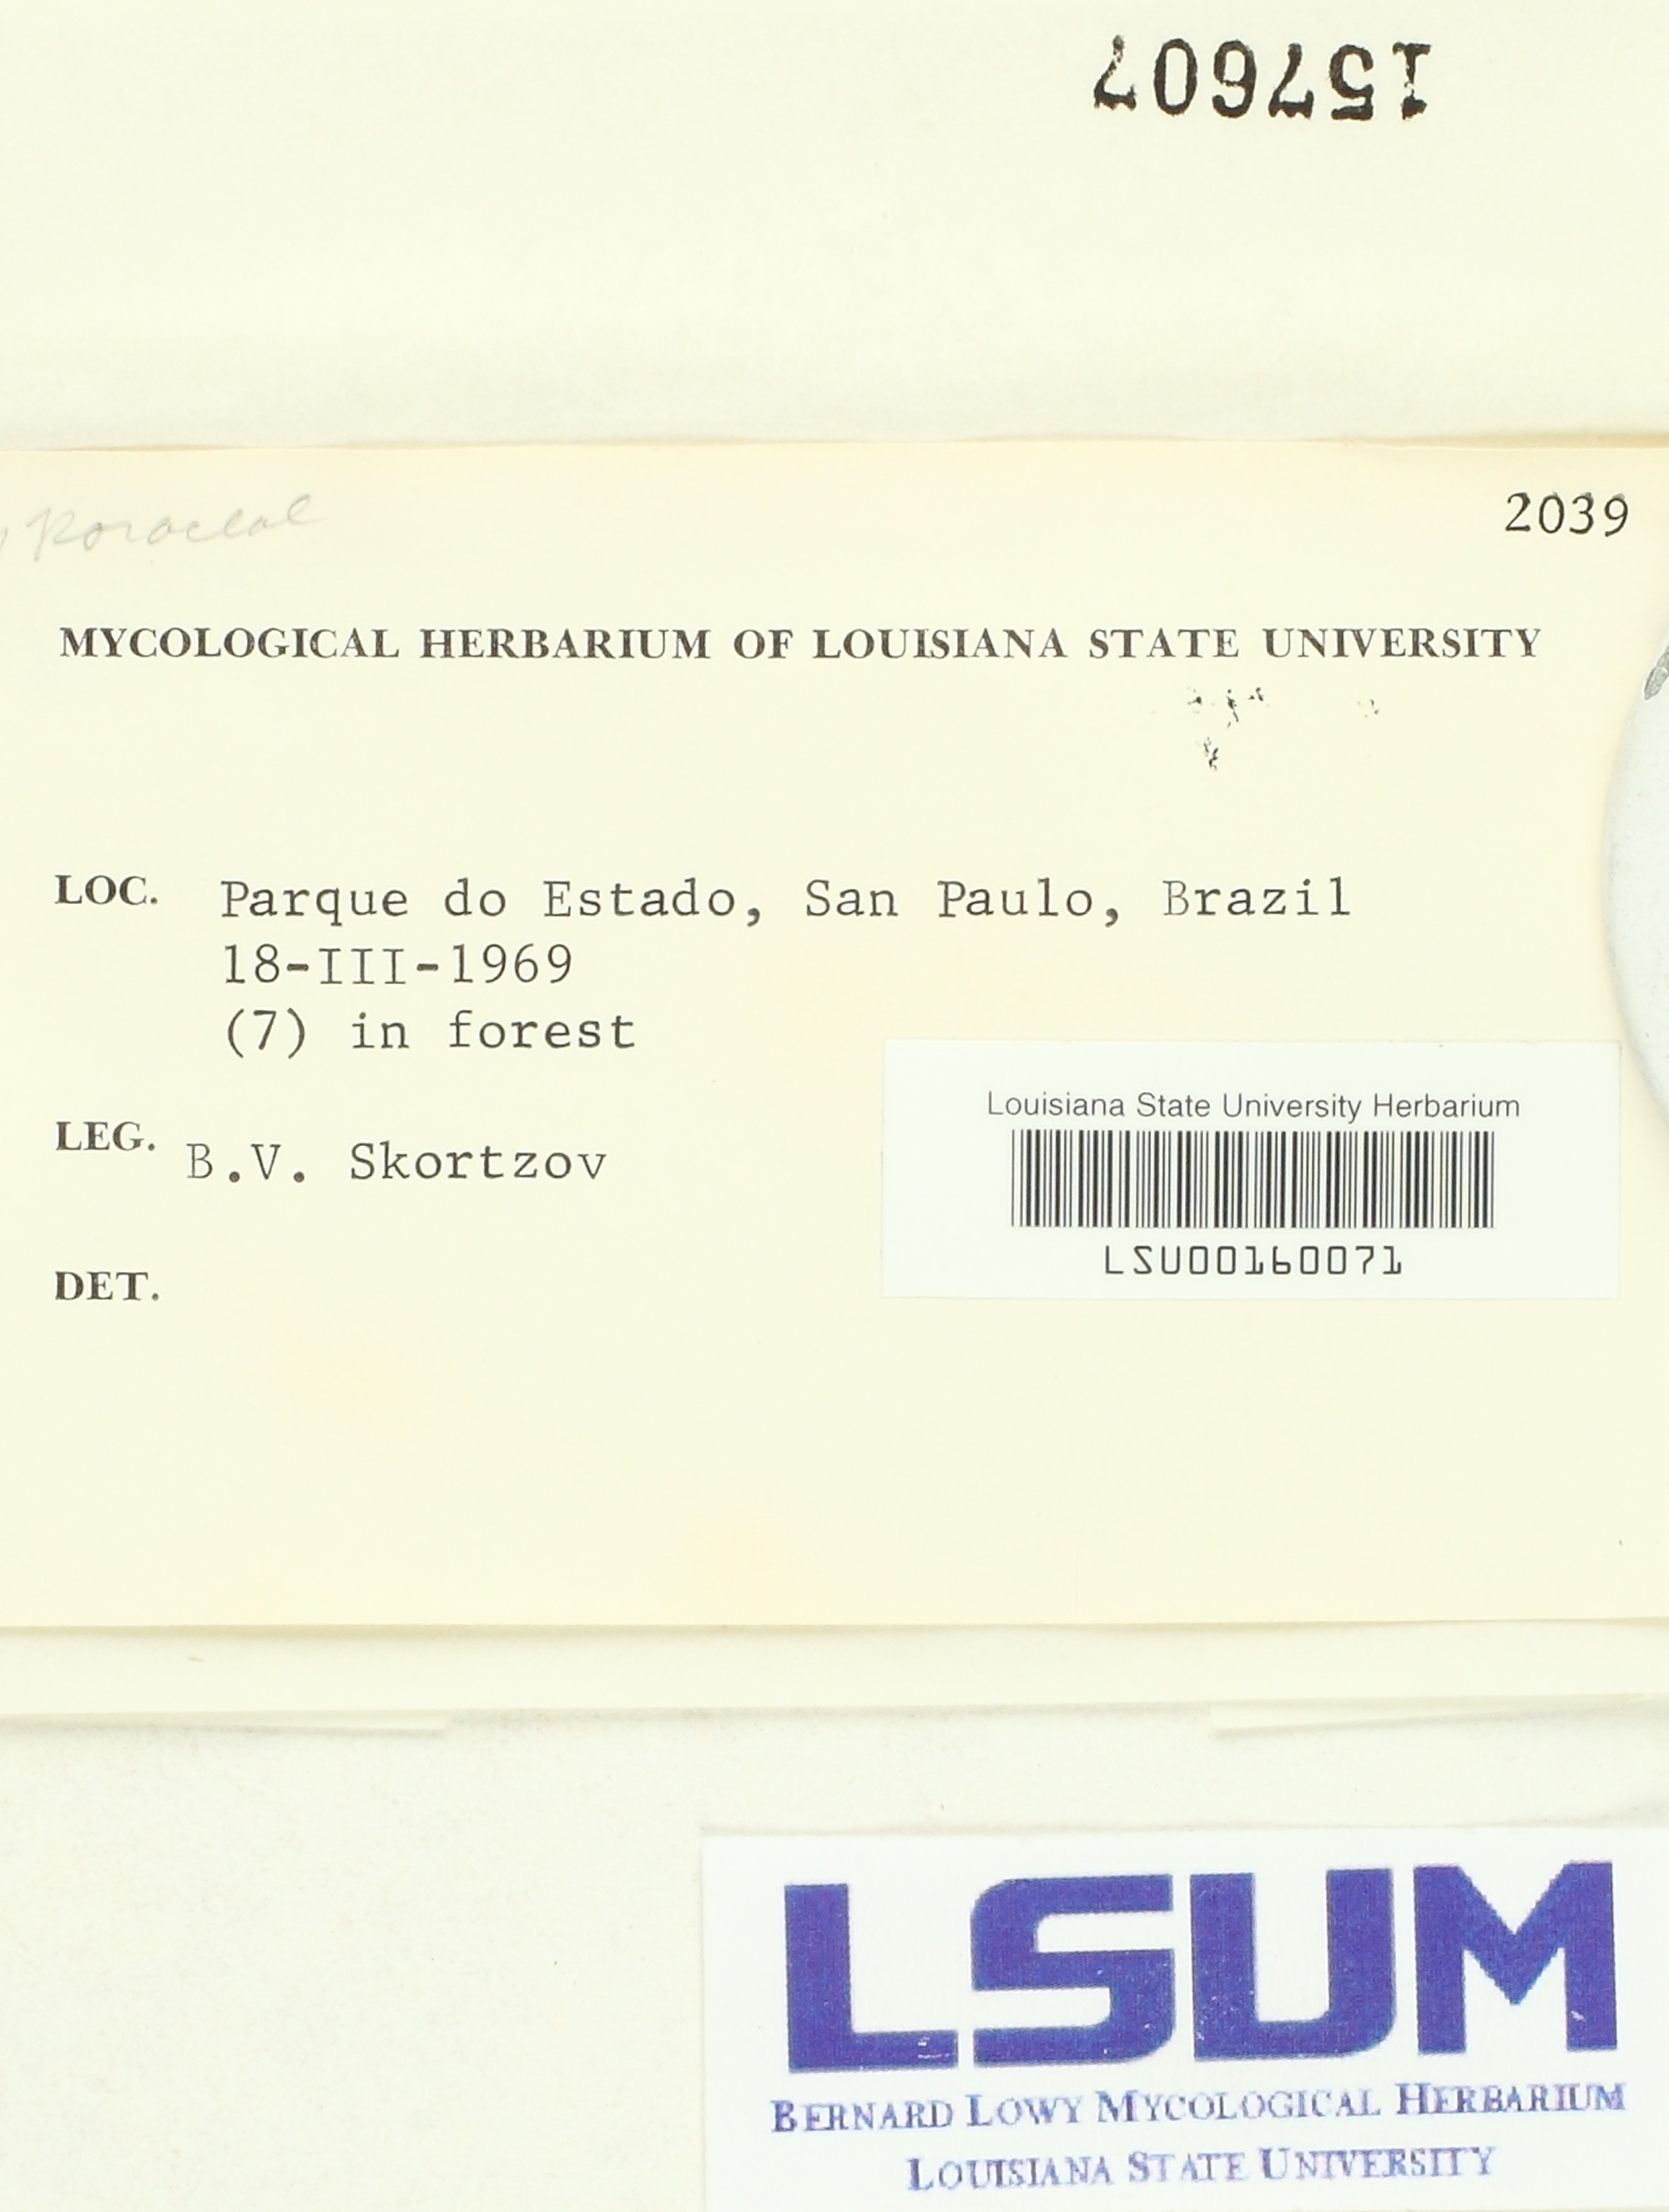 157607
2039
MYCOLOGICAL HERBARIUM OF LOUISIANA STATE UNIVERSITY
LOC. Parque do Estado, San Paulo, Brazil
18-III-1969
(7) in forest
LEG. B.V. Skortzov
DET.
Louisiana State University Herbarium
LSU00160071
LSUM
BERNARD LOWY MYCOLOGICAL HERBARIUM
LOUISIANA STATE UNIVERSITY